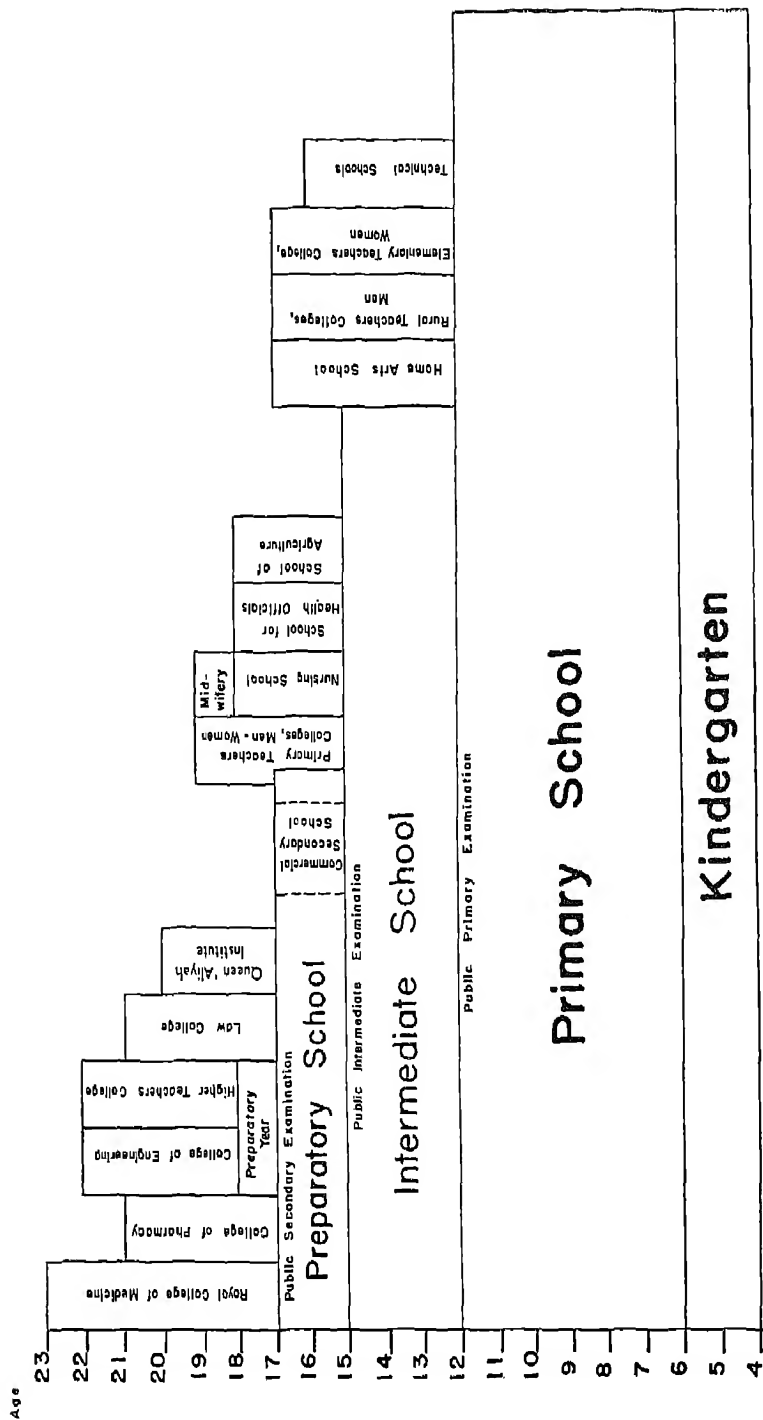 Age
23
22
21
20
19
18
17
16
15
14
13
12
11
10
9
8
7
6
5
4
Royal College of Medicine
College of Pharmacy
College of Engineering
Higher Teachers College
Preparatory
Year
Law College
Queen 'Aliyah
Institute
Public Secondary Examination
Preparatory School
Commercial
Secondary
School
Primary Teachers
Colleges, Man-Women
Mid-
wifery
Nursing School
School for
Health Officials
School of
Agriculture
Public Intermediate Examination
Intermediate School
Home Arts School
Rural Teachers Colleges,
Man
Elementary Teachers College,
Women
Technical Schools
Public Primary Examination
Primary School
Kindergarten